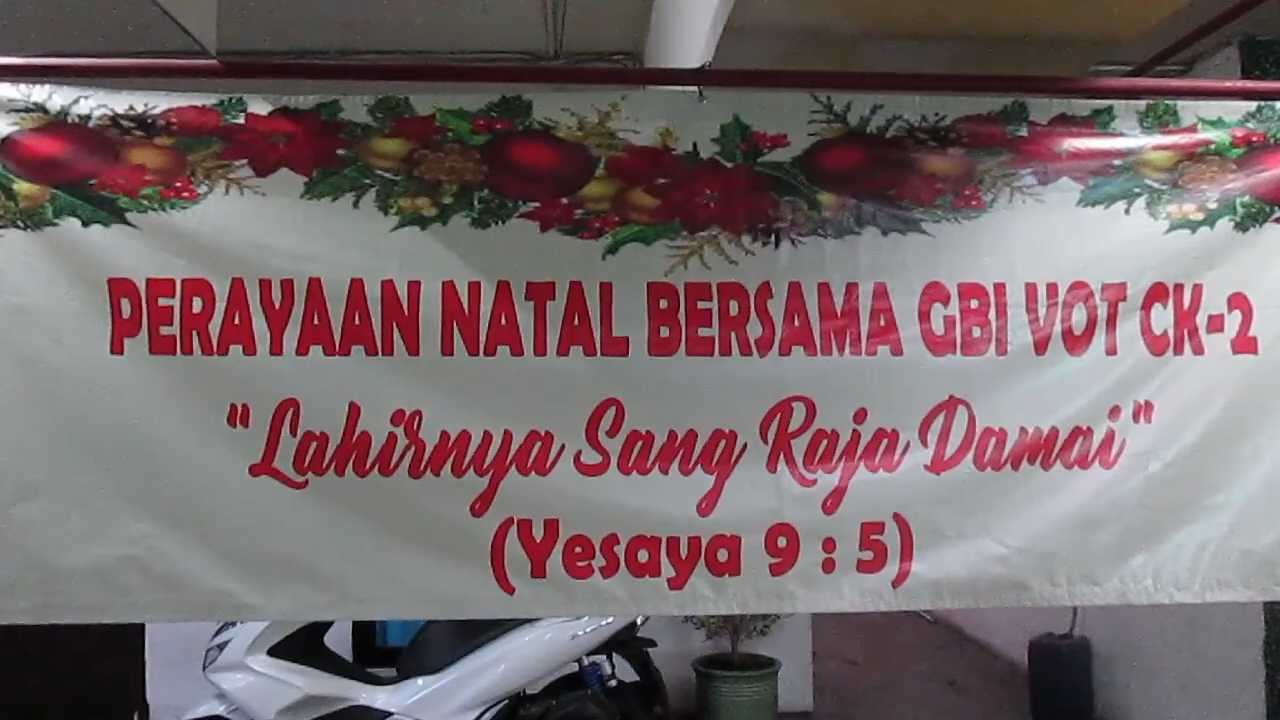 PERAYAAN NATAL BERSAMA GBI VOT CK-2
"Lahirnya Sang Raja Damai"
(Yesaya 9 : 5)